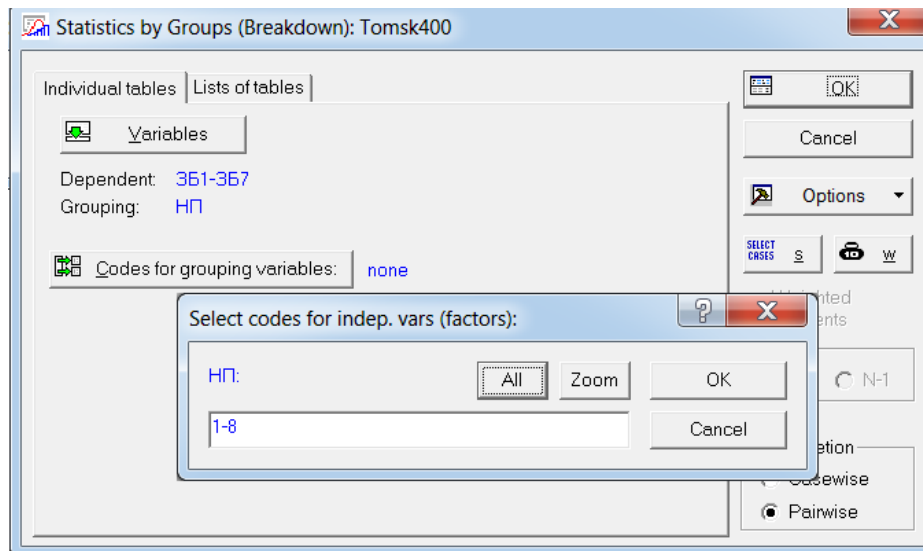 Statistics by Groups (Breakdown): Tomsk400
Individual tables
Lists of tables
OK
Variables
Cancel
Dependent: ЗБ1-ЗБ7
Grouping: НП
Options
SELECT CASES S
W
Codes for grouping variables: none
Select codes for indep. vars (factors):
НП:
All
Zoom
OK
N-1
1-8
Cancel
Pairwise